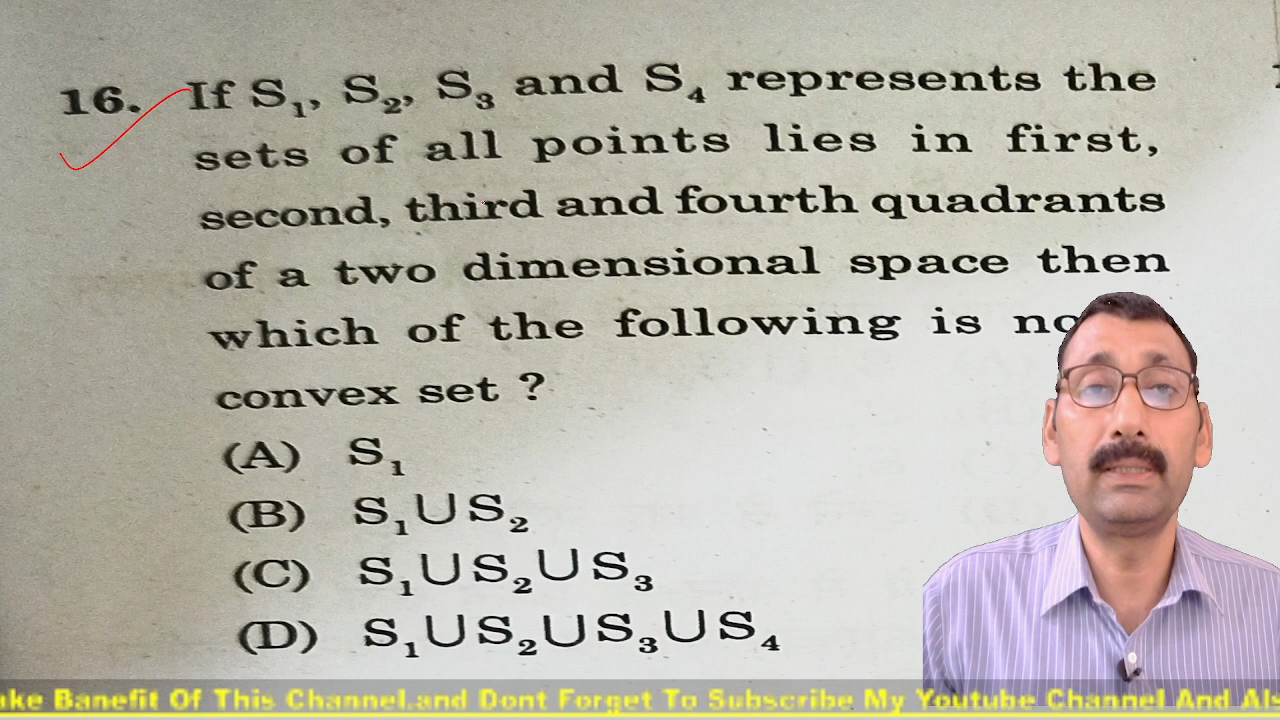 16. If S₁, S₂, S₃ and S₄ represents the
sets of all points lies in first,
second, third and fourth quadrants
of a two dimensional space then
which of the following is
convex set ?
(A) S₁
(B) S₁∪S₂
(C) S₁∪S₂∪S₃
(D) S₁∪S₂∪S₃∪S₄
Banefit Of This Channel.and Dont Forget To Subscribe My Youtube Channel And